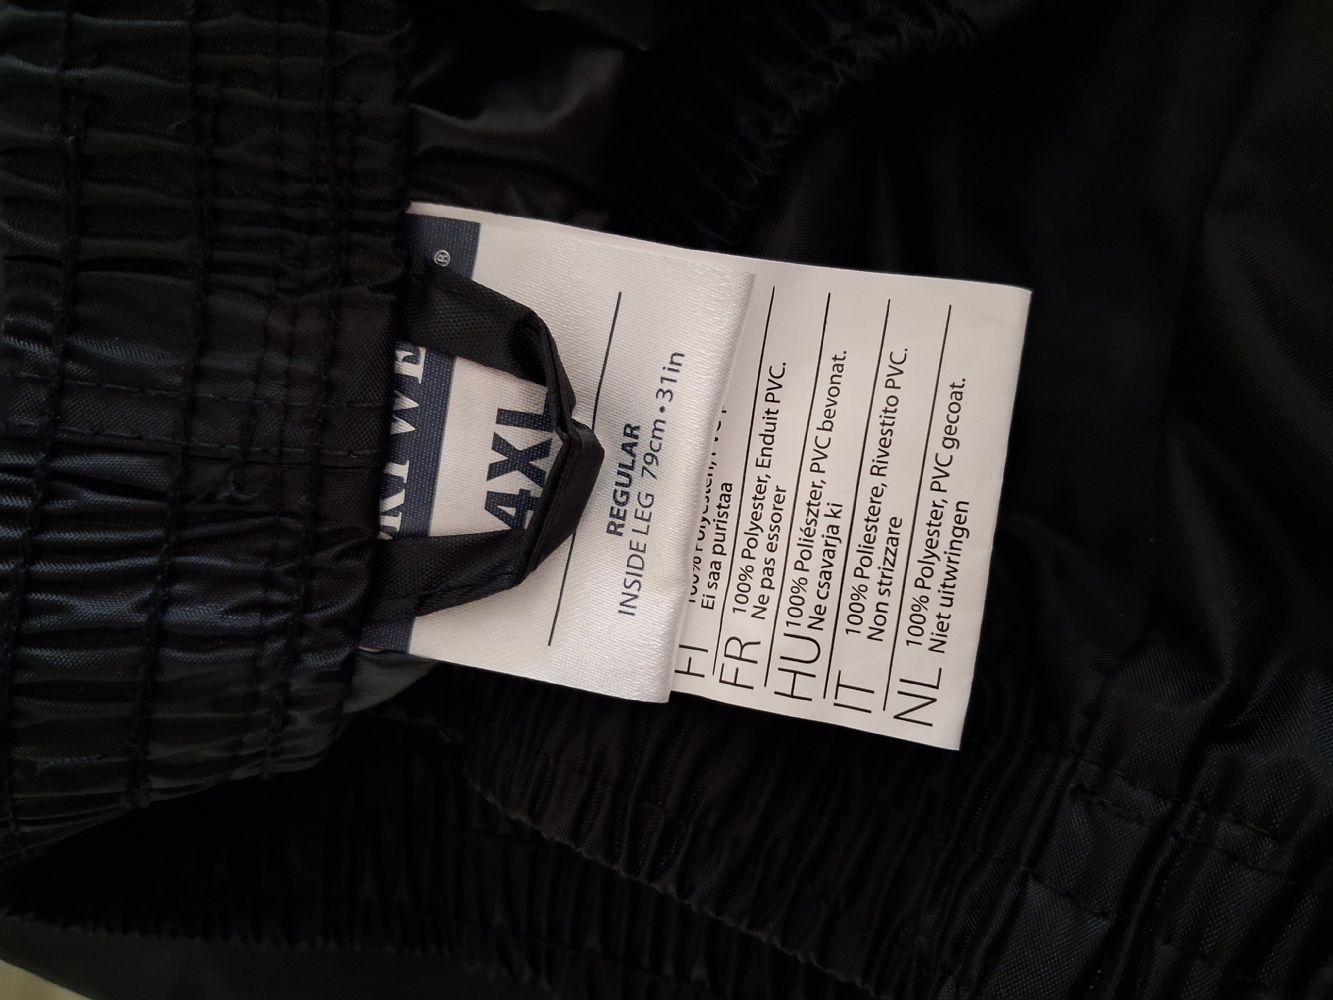 ®
4XL
REGULAR
INSIDE LEG 79cm•31in
FI
Ei saa puristaa
FR
100% Polyester, Enduit PVC.
Ne pas essorer
HU
100% Poliészter, PVC bevonat.
Ne csavarja ki
IT
100% Poliestere, Rivestito PVC.
Non strizzare
NL
100% Polyester, PVC gecoat.
Niet uitwringen